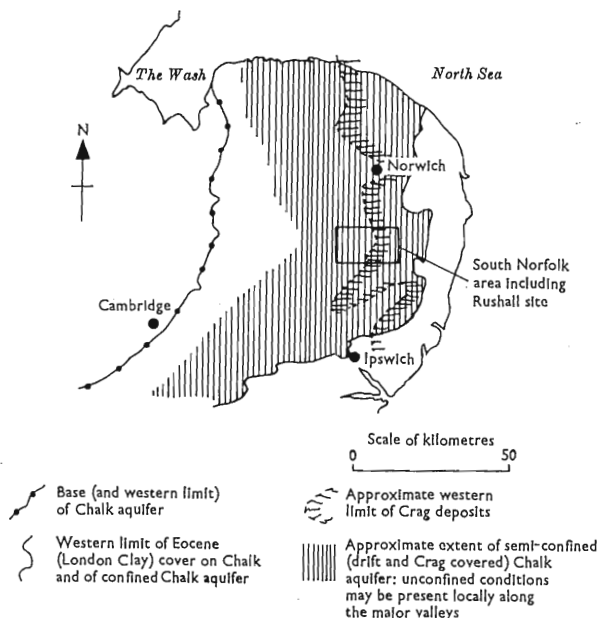 The Wash
North Sea
N
Norwich
South Norfolk
area including
Rushall site
Cambridge
Ipswich
Scale of kilometres
0 50
Base (and western limit)
of Chalk aquifer
Western limit of Eocene
(London Clay) cover on Chalk
and of confined Chalk aquifer
Approximate western
limit of Crag deposits
Approximate extent of semi-confined
(drift and Crag covered) Chalk
aquifer: unconfined conditions
may be present locally along
the major valleys